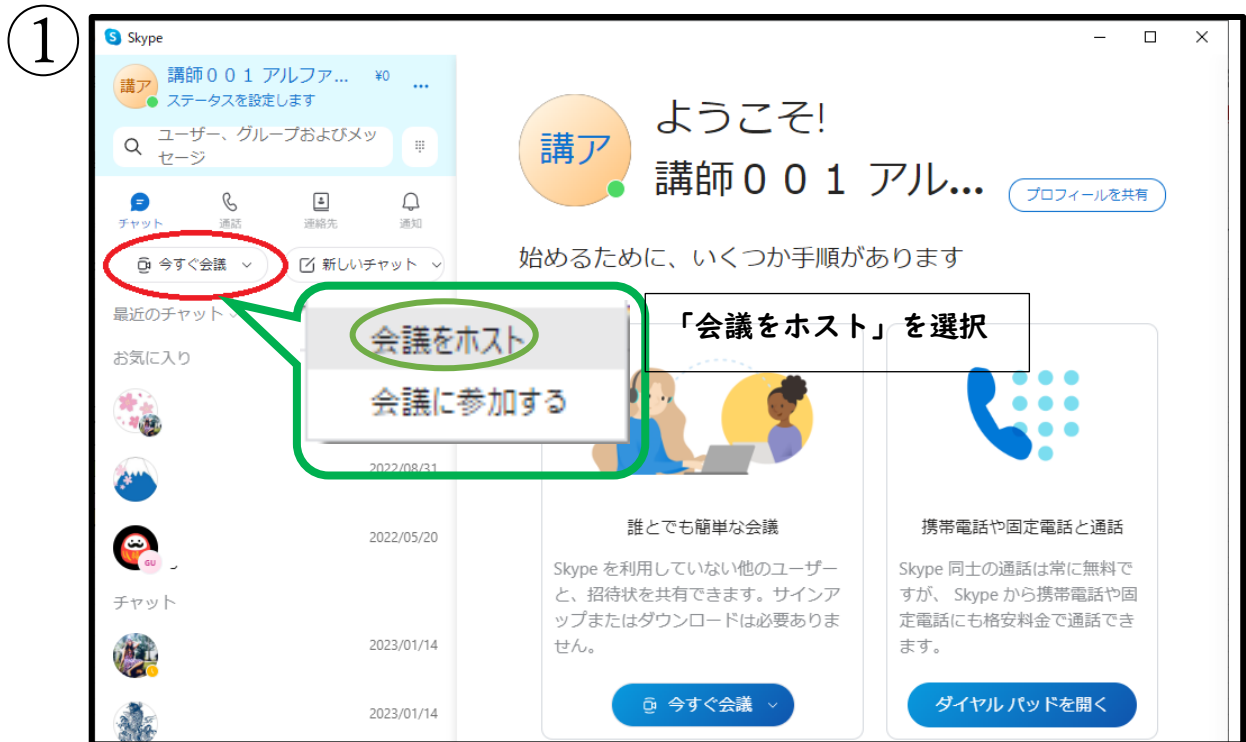 ①
Skype
講師００１ アルファ... ¥0 ...
ステータスを設定します
ユーザー、グループおよびメッ
セージ
チャット 通話 連絡先 通知
今すぐ会議 新しいチャット
最近のチャット
お気に入り
2022/08/31
GU
2022/05/20
チャット
2023/01/14
2023/01/14
会議をホスト
会議に参加する
「会議をホスト」を選択
講ア
講ア
ようこそ!
講師００１ アル...
プロフィールを共有
始めるために、いくつか手順があります
誰とでも簡単な会議
Skype を利用していない他のユーザー
と、招待状を共有できます。サインア
ップまたはダウンロードは必要ありま
せん。
今すぐ会議
携帯電話や固定電話と通話
Skype 同士の通話は常に無料で
すが、 Skype から携帯電話や固
定電話にも格安料金で通話でき
ます。
ダイヤル パッドを開く